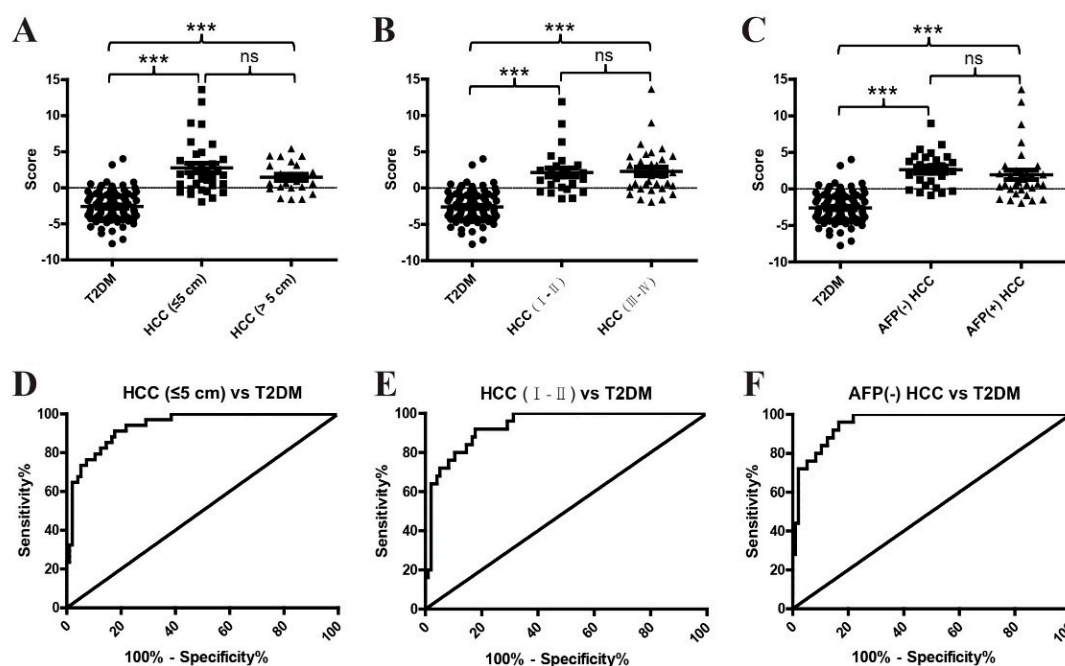 A
***
***
ns
15
10
5
0
-5
-10
Score
T2DM
HCC (≤5 cm)
HCC (> 5 cm)
B
***
***
ns
15
10
5
0
-5
-10
Score
T2DM
HCC (Ⅰ-Ⅱ)
HCC (Ⅲ-Ⅳ)
C
***
***
ns
15
10
5
0
-5
-10
Score
T2DM
AFP(-) HCC
AFP(+) HCC
D
HCC (≤5 cm) vs T2DM
100
80
60
40
20
0
Sensitivity%
0
20
40
60
80
100
100% - Specificity%
E
HCC (Ⅰ-Ⅱ) vs T2DM
100
80
60
40
20
0
Sensitivity%
0
20
40
60
80
100
100% - Specificity%
F
AFP(-) HCC vs T2DM
100
80
60
40
20
0
Sensitivity%
0
20
40
60
80
100
100% - Specificity%